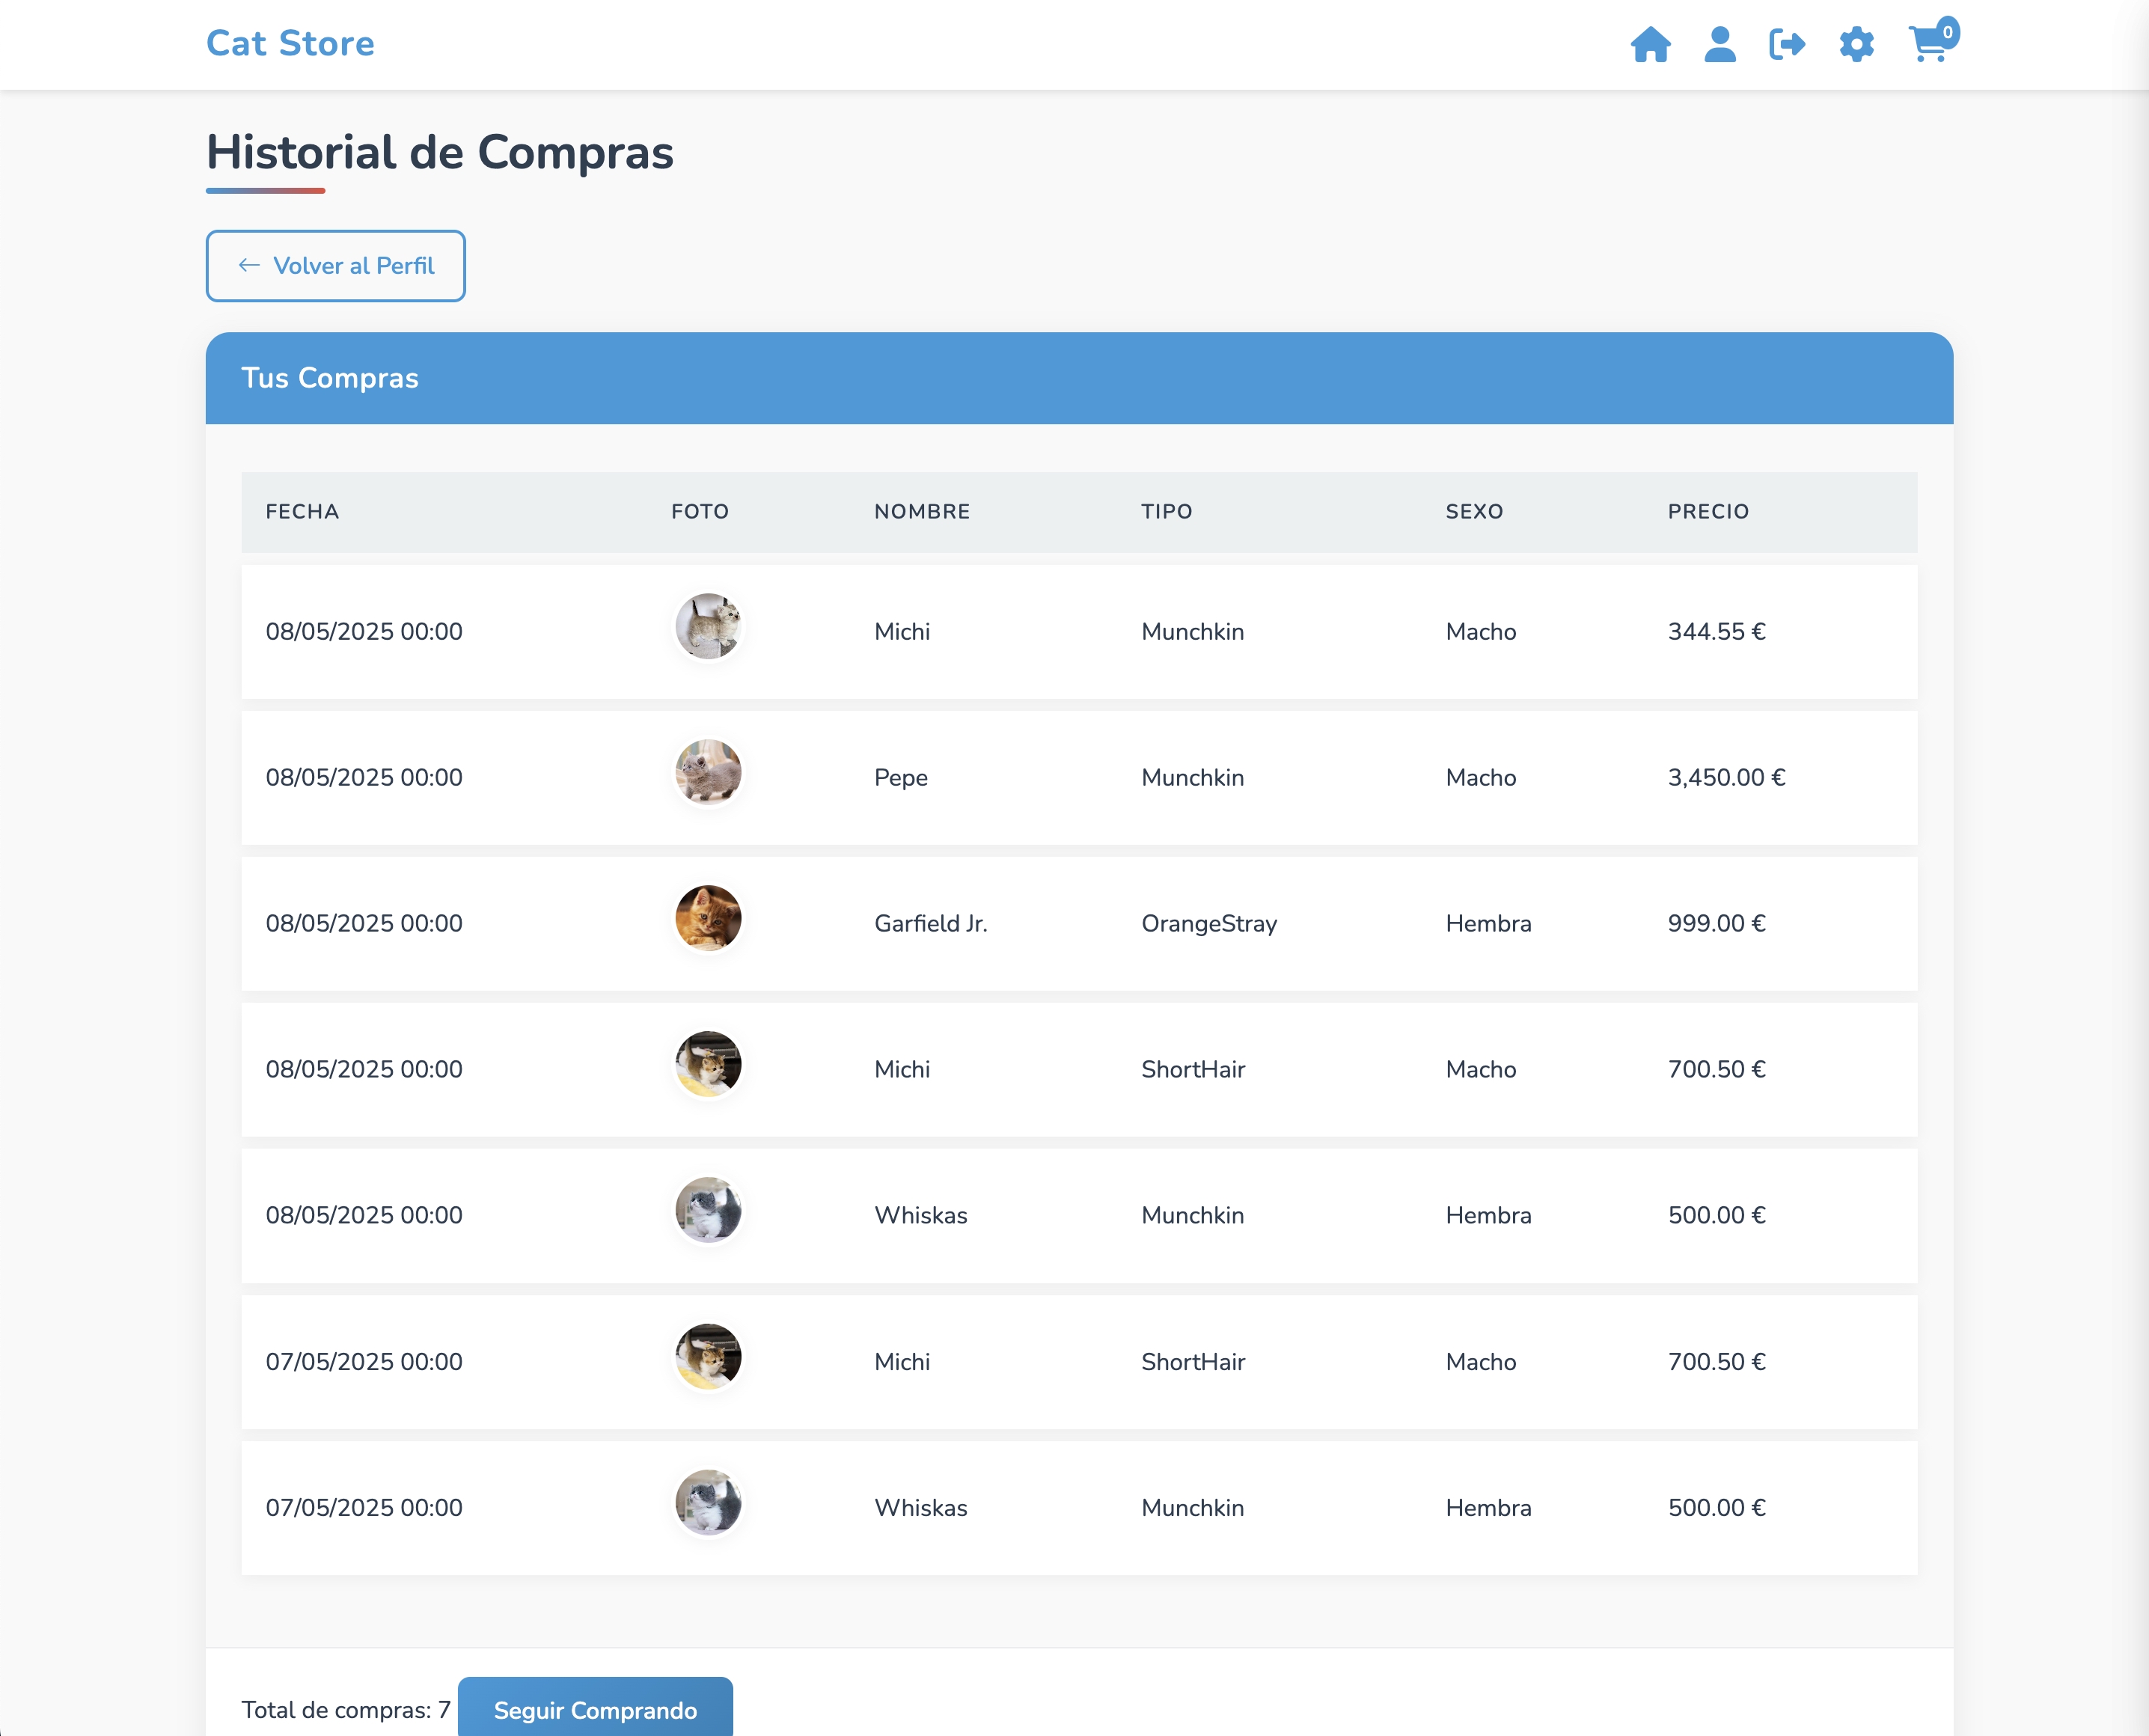 Cat Store
0
Historial de Compras
← Volver al Perfil
Tus Compras
FECHA FOTO NOMBRE TIPO SEXO PRECIO
08/05/2025 00:00 Michi Munchkin Macho 344.55 €
08/05/2025 00:00 Pepe Munchkin Macho 3,450.00 €
08/05/2025 00:00 Garfield Jr. OrangeStray Hembra 999.00 €
08/05/2025 00:00 Michi ShortHair Macho 700.50 €
08/05/2025 00:00 Whiskas Munchkin Hembra 500.00 €
07/05/2025 00:00 Michi ShortHair Macho 700.50 €
07/05/2025 00:00 Whiskas Munchkin Hembra 500.00 €
Total de compras: 7 Seguir Comprando